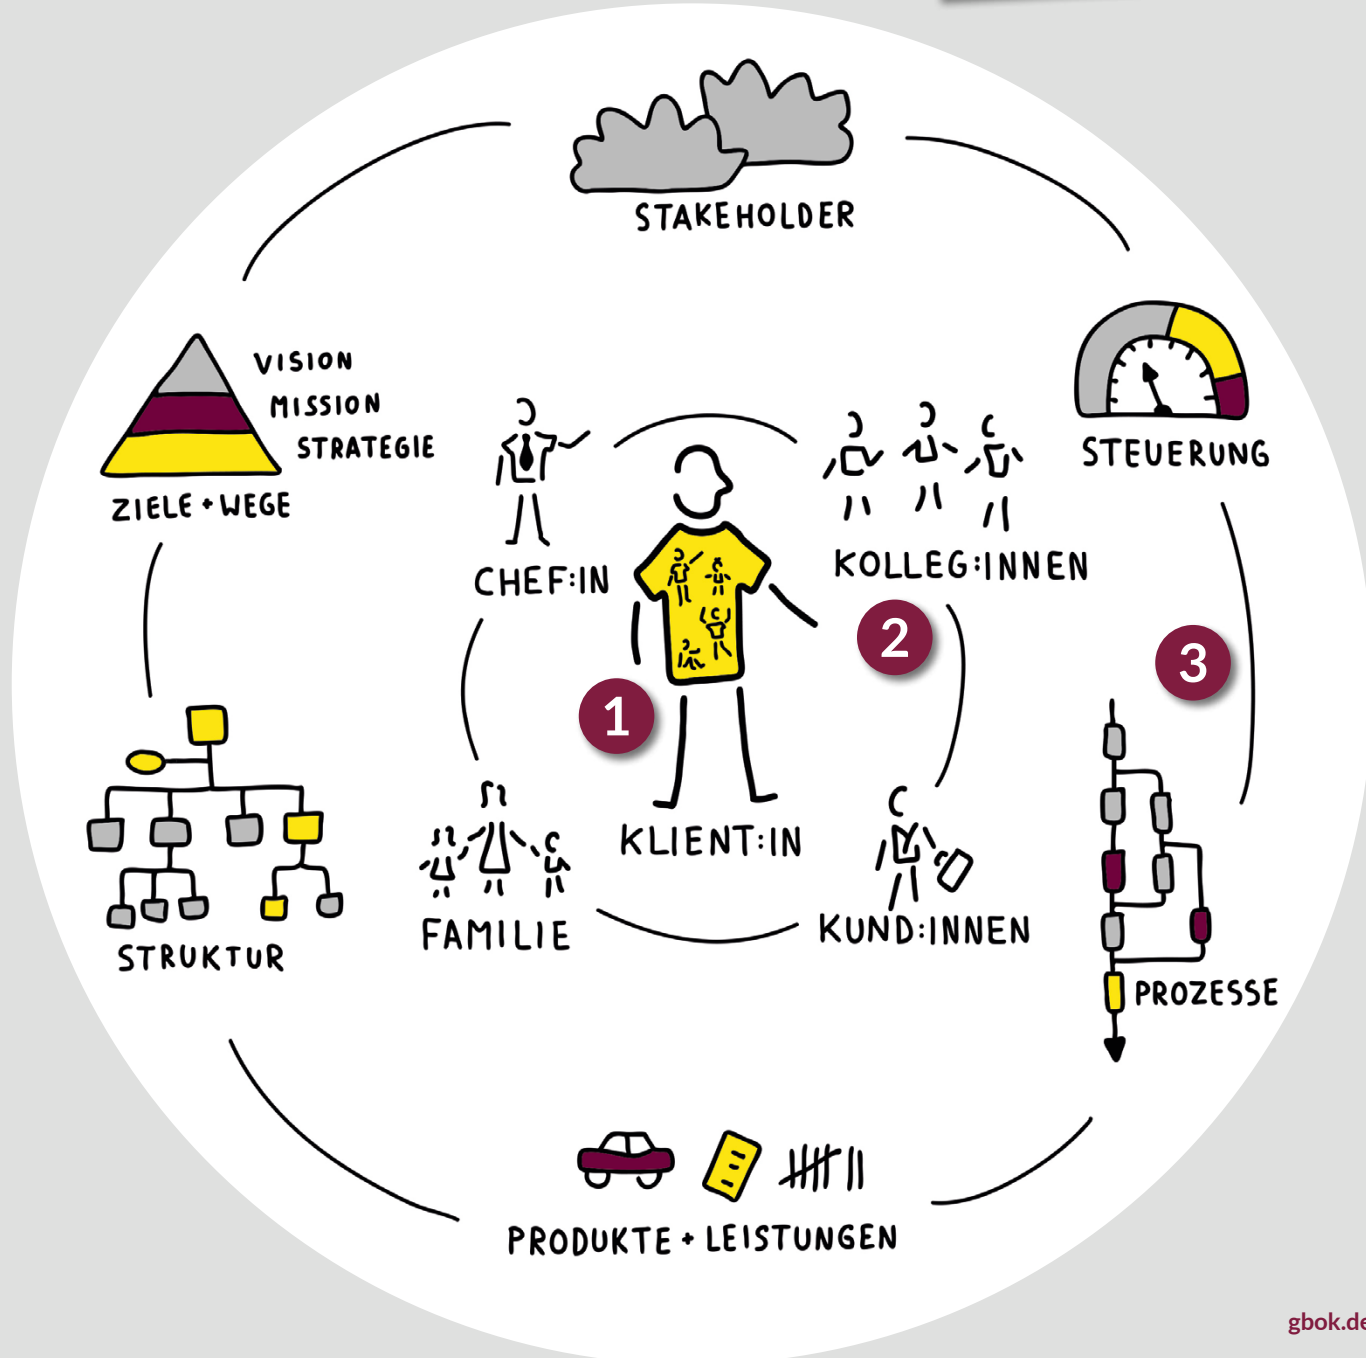 STAKEHOLDER
VISION
MISSION
STRATEGIE
ZIELE + WEGE
STEUERUNG
CHEF:IN
KOLLEG:INNEN
2
3
1
KLIENT:IN
FAMILIE
KUND:INNEN
STRUKTUR
PROZESSE
PRODUKTE + LEISTUNGEN
gbok.de